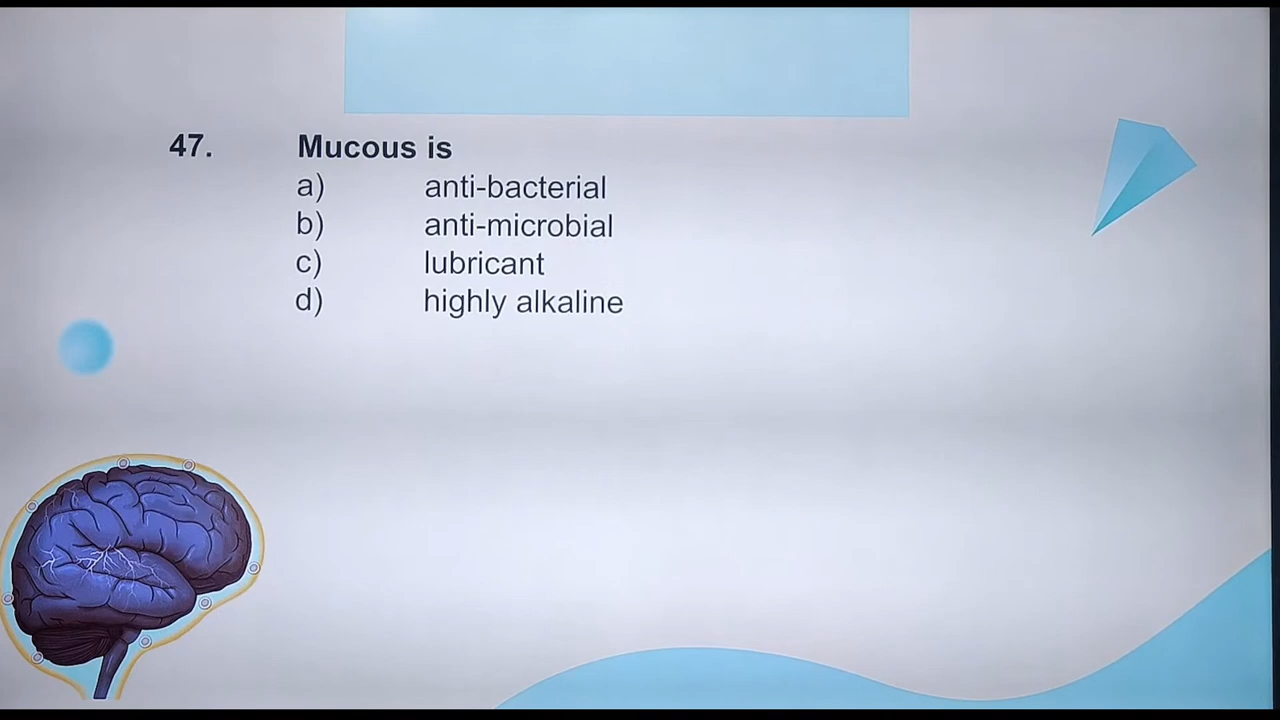 47. Mucous is
a) anti-bacterial
b) anti-microbial
c) lubricant
d) highly alkaline